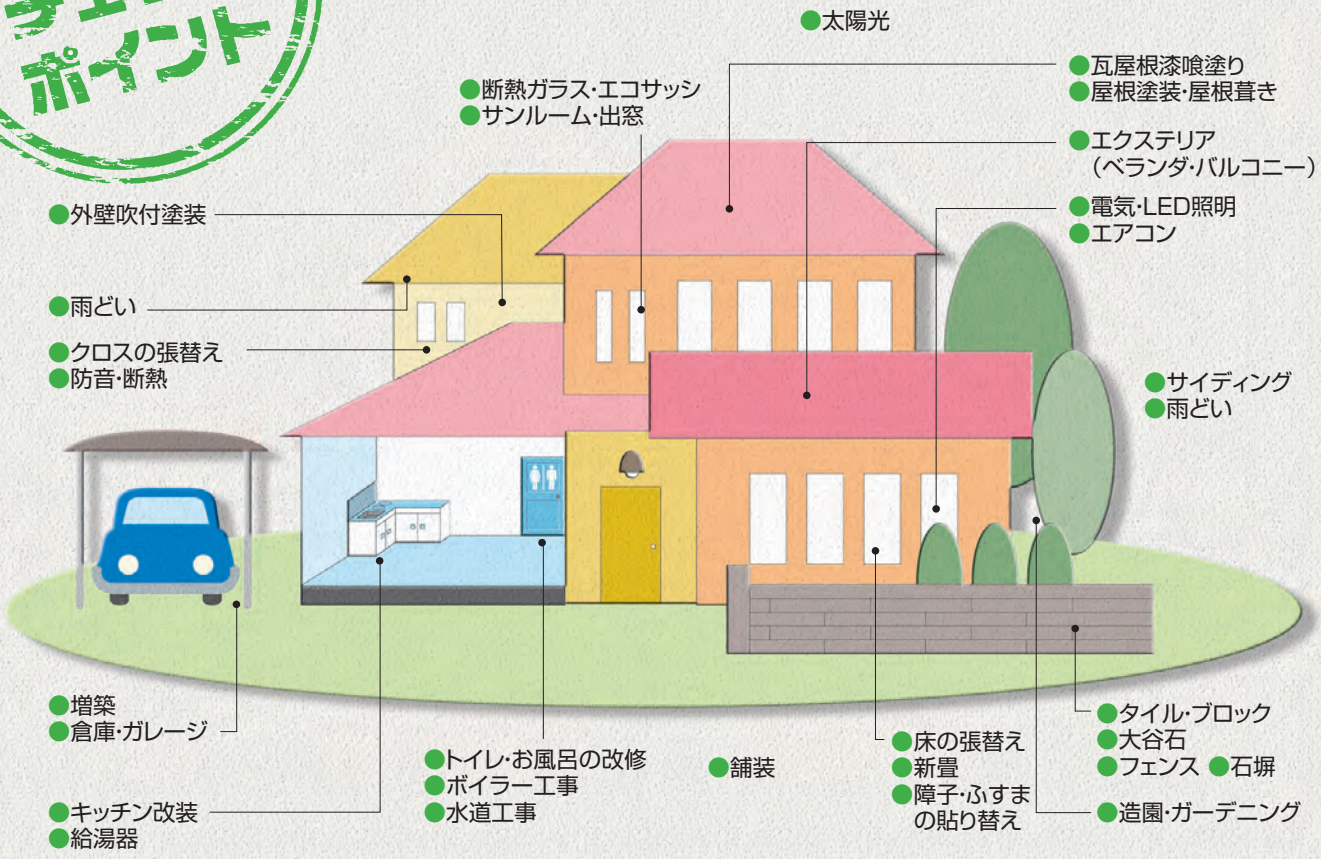 ポイント
●太陽光
●断熱ガラス・エコサッシ
●サンルーム・出窓
●瓦屋根漆喰塗り
●屋根塗装・屋根葺き
●エクステリア
（ベランダ・バルコニー）
●電気・LED照明
●エアコン
●外壁吹付塗装
●雨どい
●クロスの張替え
●防音・断熱
●サイディング
●雨どい
●増築
●倉庫・ガレージ
●キッチン改装
●給湯器
●トイレ・お風呂の改修
●ボイラー工事
●水道工事
●舗装
●床の張替え
●新畳
●障子・ふすま
の貼り替え
●タイル・ブロック
●大谷石
●フェンス ●石塀
●造園・ガーデニング